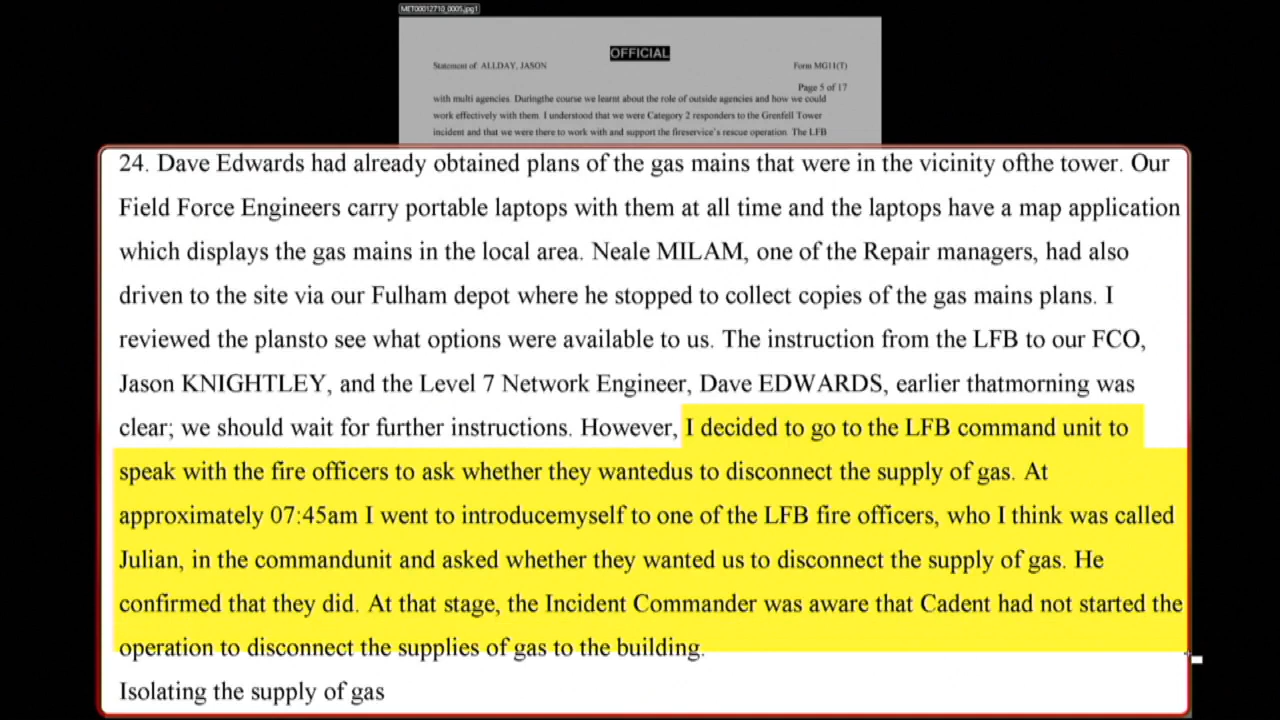 MET00012710_0005.jpg1
OFFICIAL
Statement of: ALLDAY, JASON
Form MG11(T)
Page 5 of 17
with multi agencies. Duringthe course we learnt about the role of outside agencies and how we could
work effectively with them. I understood that we were Category 2 responders to the Grenfell Tower
incident and that we were there to work with and support the fireservice's rescue operation. The LFB
24. Dave Edwards had already obtained plans of the gas mains that were in the vicinity ofthe tower. Our
Field Force Engineers carry portable laptops with them at all time and the laptops have a map application
which displays the gas mains in the local area. Neale MILAM, one of the Repair managers, had also
driven to the site via our Fulham depot where he stopped to collect copies of the gas mains plans. I
reviewed the plansto see what options were available to us. The instruction from the LFB to our FCO,
Jason KNIGHTLEY, and the Level 7 Network Engineer, Dave EDWARDS, earlier thatmorning was
clear; we should wait for further instructions. However, I decided to go to the LFB command unit to
speak with the fire officers to ask whether they wantedus to disconnect the supply of gas. At
approximately 07:45am I went to introducemyself to one of the LFB fire officers, who I think was called
Julian, in the commandunit and asked whether they wanted us to disconnect the supply of gas. He
confirmed that they did. At that stage, the Incident Commander was aware that Cadent had not started the
operation to disconnect the supplies of gas to the building.
Isolating the supply of gas